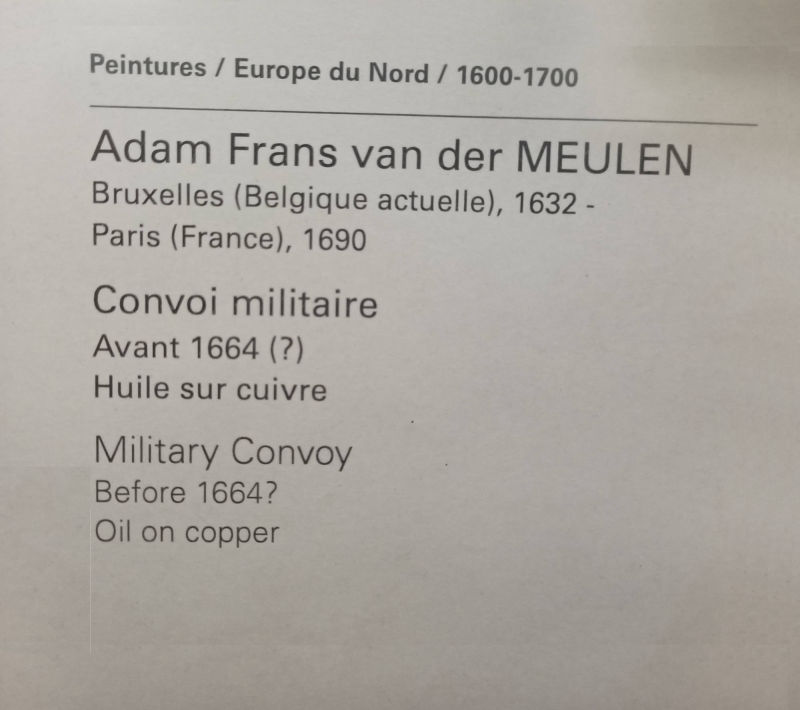 Peintures / Europe du Nord / 1600-1700
Adam Frans van der MEULEN
Bruxelles (Belgique actuelle), 1632 -
Paris (France), 1690
Convoi militaire
Avant 1664 (?)
Huile sur cuivre
Military Convoy
Before 1664?
Oil on copper